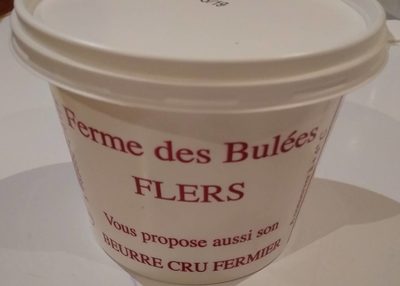 Ferme des Bulées
FLERS
Vous propose aussi son
BEURRE CRU FERMIER